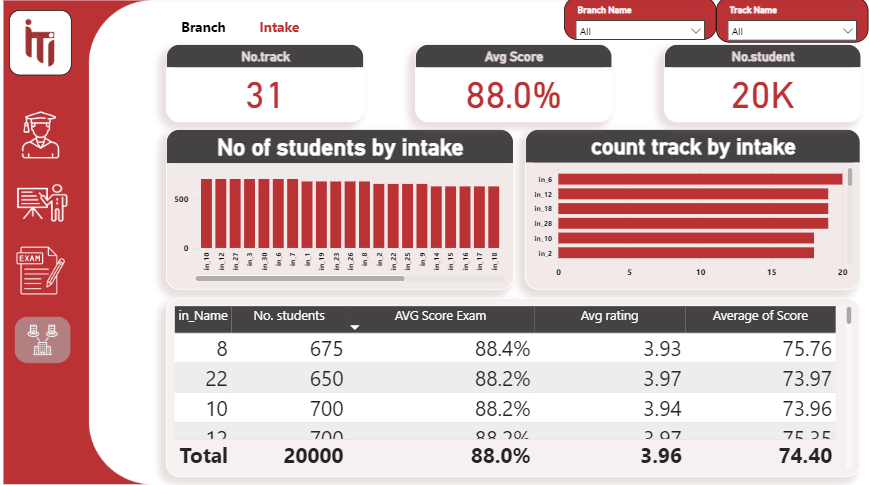 iTi
Branch Intake
Branch Name
All
Track Name
All
No.track
31
Avg Score
88.0%
No.student
20K
EXAM
No of students by intake
500
0
in_10 in_12 in_27 in_3 in_30 in_6 in_7 in_1 in_19 in_23 in_26 in_8 in_2 in_22 in_25 in_9 in_14 in_15 in_16 in_17 in_18
count track by intake
in_6
in_12
in_18
in_28
in_10
in_2
0 5 10 15 20
in_Name No. students AVG Score Exam Avg rating Average of Score
8 675 88.4% 3.93 75.76
22 650 88.2% 3.97 73.97
10 700 88.2% 3.94 73.96
12 700 88.2% 3.97 75.35
Total 20000 88.0% 3.96 74.40